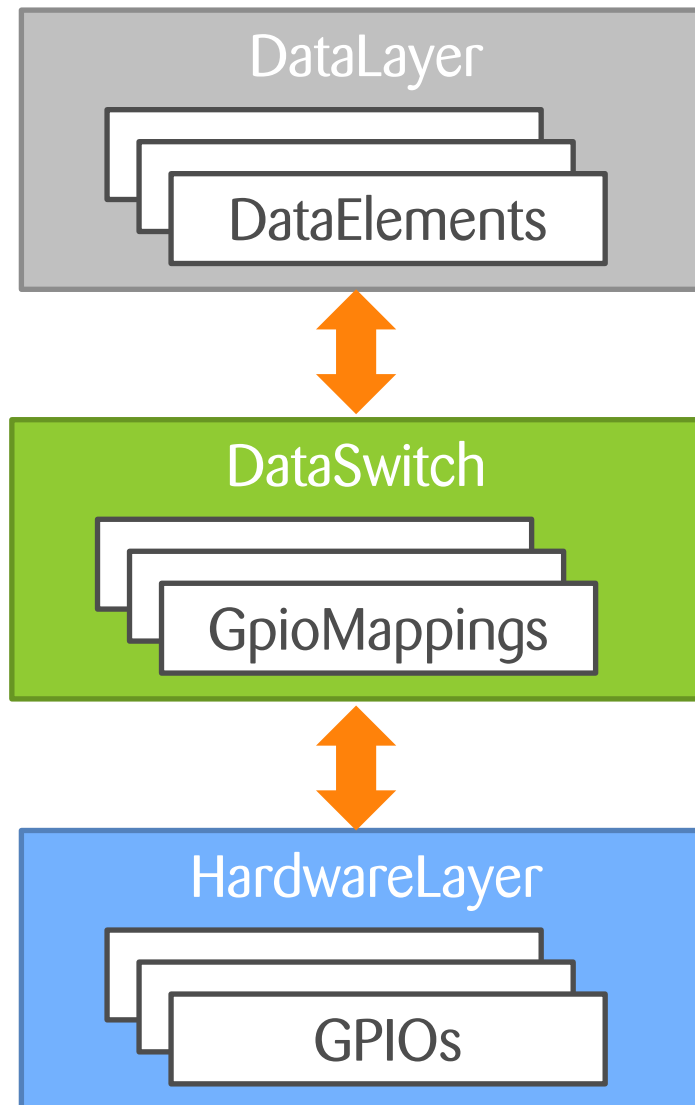 DataLayer
DataElements
DataSwitch
GpioMappings
HardwareLayer
GPIOs